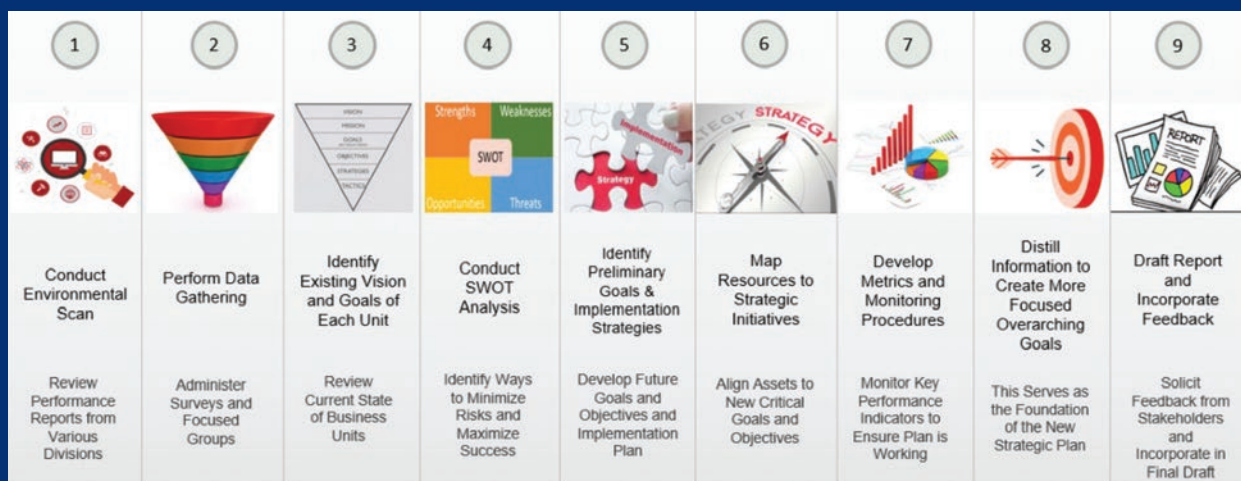 1
2
3
4
5
6
7
8
9
VISION
MISSION
GOALS
OBJECTIVES
STRATEGIES
TACTICS
Strengths
Weaknesses
SWOT
Opportunities
Threats
Implementation
Strategy
STRATEGY
REPORT
Conduct
Environmental
Scan
Perform Data
Gathering
Identify
Existing Vision
and Goals of
Each Unit
Conduct
SWOT
Analysis
Identify
Preliminary
Goals &
Implementation
Strategies
Map
Resources to
Strategic
Initiatives
Develop
Metrics and
Monitoring
Procedures
Distill
Information to
Create More
Focused
Overarching
Goals
Draft Report
and
Incorporate
Feedback
Review
Performance
Reports from
Various
Divisions
Administer
Surveys and
Focused
Groups
Review
Current State
of Business
Units
Identify Ways
to Minimize
Risks and
Maximize
Success
Develop Future
Goals and
Objectives and
Implementation
Plan
Align Assets to
New Critical
Goals and
Objectives
Monitor Key
Performance
Indicators to
Ensure Plan is
Working
This Serves as
the Foundation
of the New
Strategic Plan
Solicit
Feedback from
Stakeholders
and
Incorporate in
Final Draft